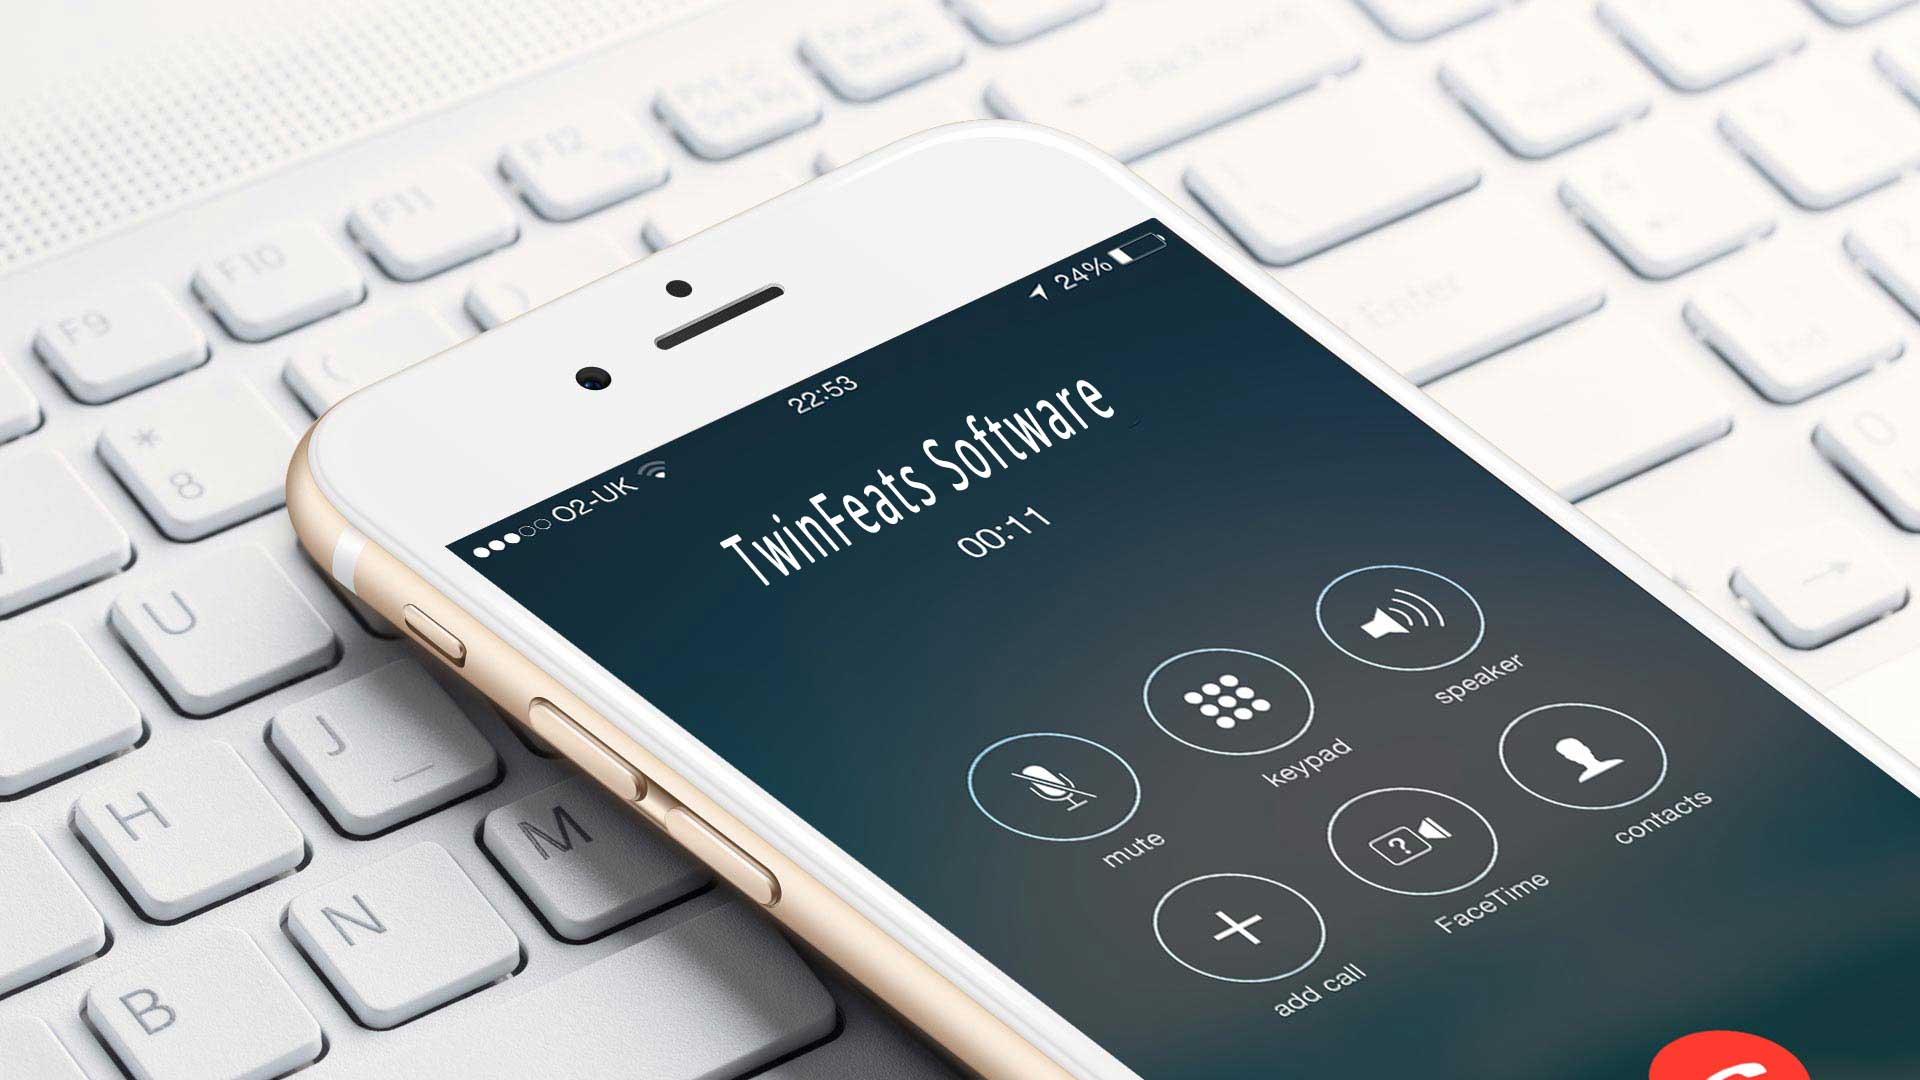 O2-UK
22:53
24%
TwinFeats Software
00:11
mute
keypad
speaker
add call
?
FaceTime
contacts
F9
F10
F11
F12
Backspace
*
8
(
)
U
Enter
J
H
M
N
B